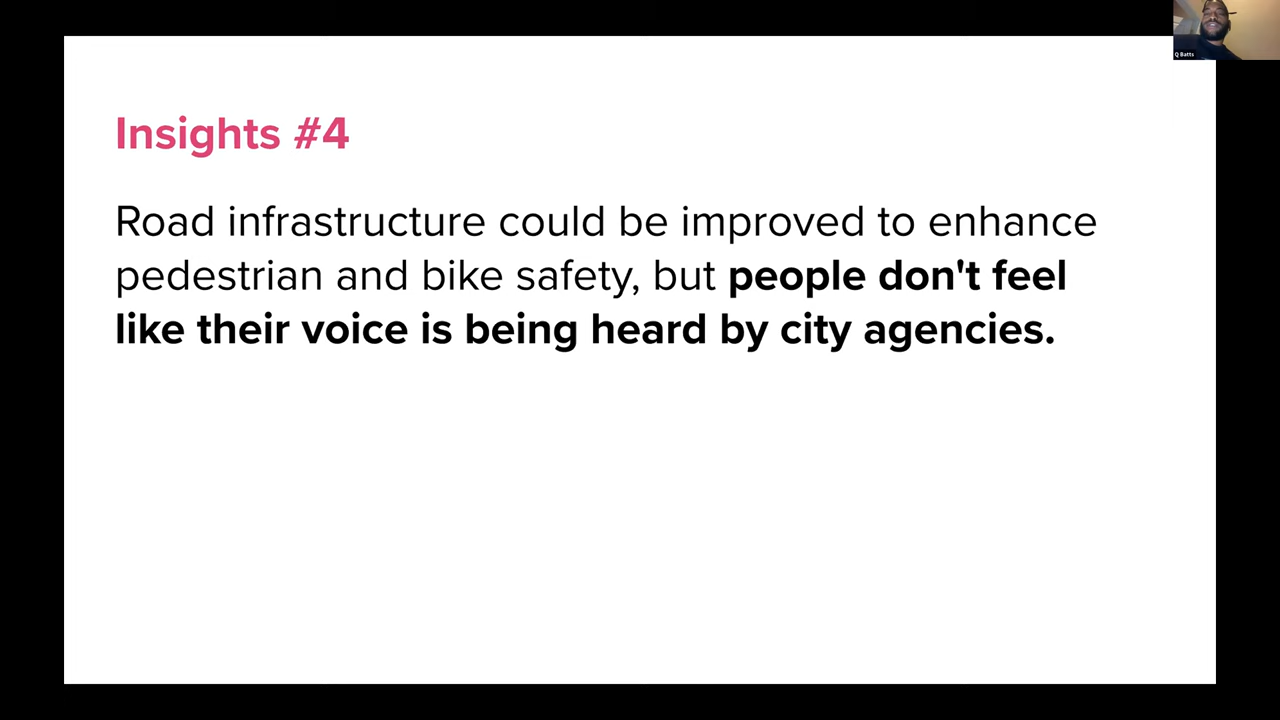 Insights #4
Road infrastructure could be improved to enhance
pedestrian and bike safety, but people don't feel
like their voice is being heard by city agencies.
Q Batts